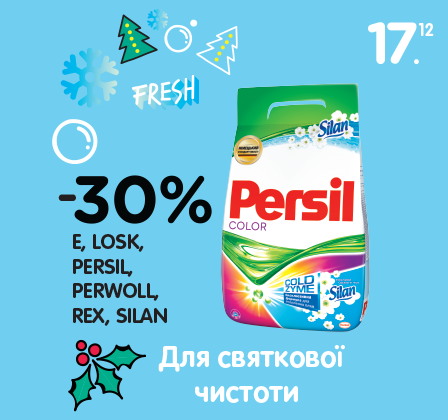 17.12
FRESH
-30%
E, LOSK,
PERSIL,
PERWOLL,
REX, SILAN
Silan
Persil
COLOR
COLD
ZYME
Silan
Для святкової
чистоти